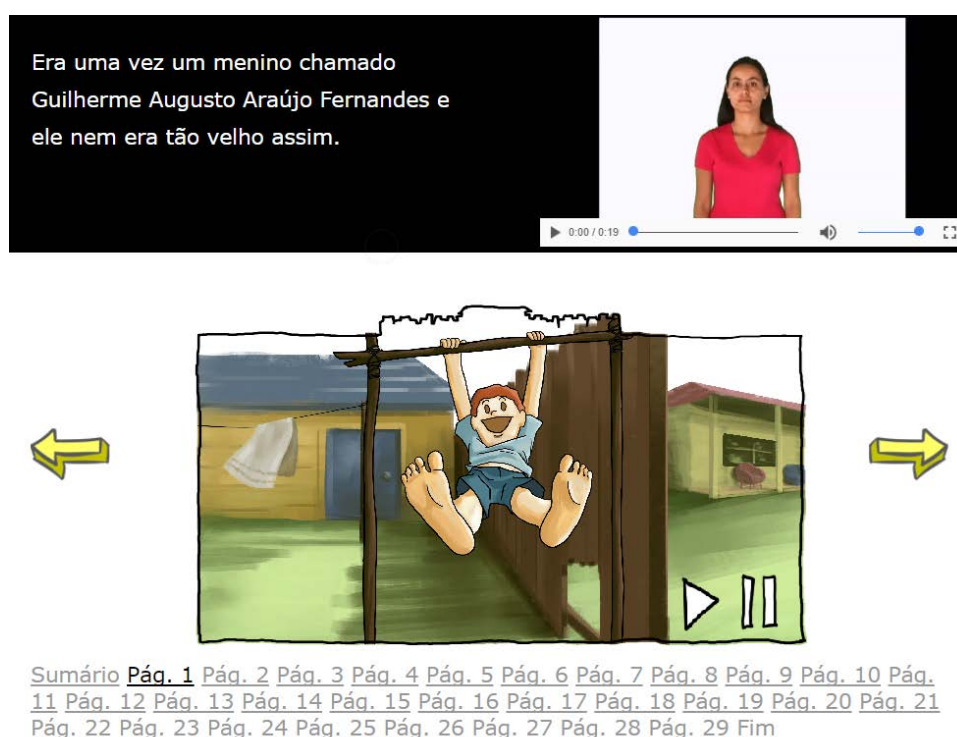 Era uma vez um menino chamado
Guilherme Augusto Araújo Fernandes e
ele nem era tão velho assim.
0:00 / 0:19
Sumário Pág. 1 Pág. 2 Pág. 3 Pág. 4 Pág. 5 Pág. 6 Pág. 7 Pág. 8 Pág. 9 Pág. 10 Pág.
11 Pág. 12 Pág. 13 Pág. 14 Pág. 15 Pág. 16 Pág. 17 Pág. 18 Pág. 19 Pág. 20 Pág. 21
Pág. 22 Pág. 23 Pág. 24 Pág. 25 Pág. 26 Pág. 27 Pág. 28 Pág. 29 Fim